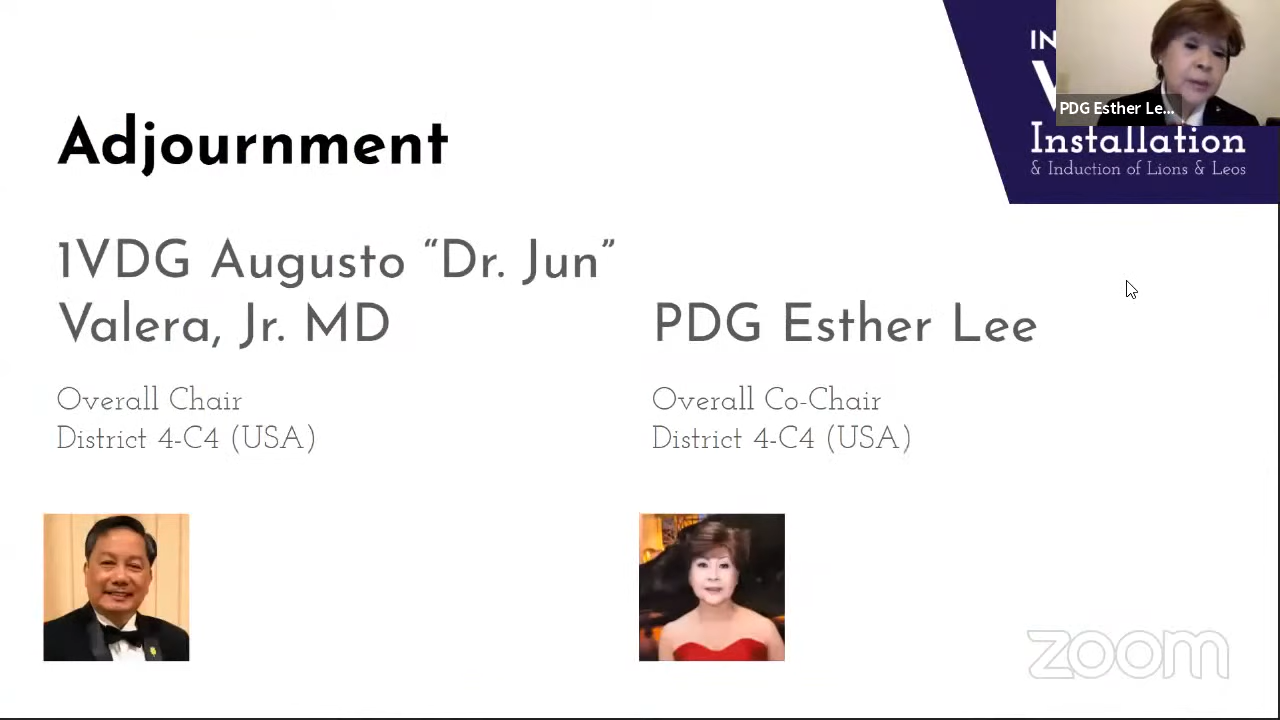 Adjournment
1VDG Augusto “Dr. Jun”
Valera, Jr. MD
Overall Chair
District 4-C4 (USA)
PDG Esther Lee
Overall Co-Chair
District 4-C4 (USA)
PDG Esther Le...
Installation
& Induction of Lions & Leos
zoom